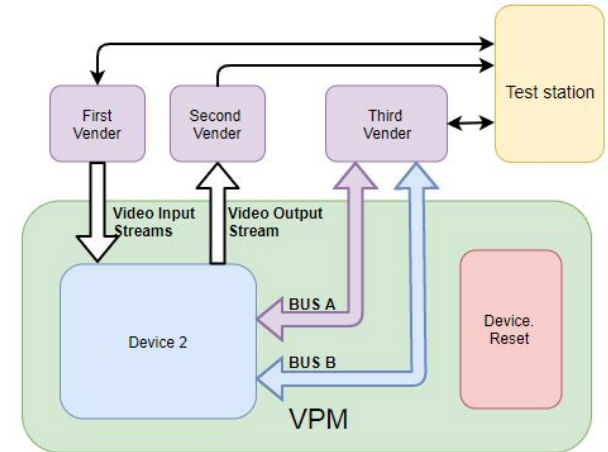 Test station
First
Vender
Second
Vender
Third
Vender
Video Input
Streams
Video Output
Stream
BUS A
Device 2
BUS B
Device.
Reset
VPM